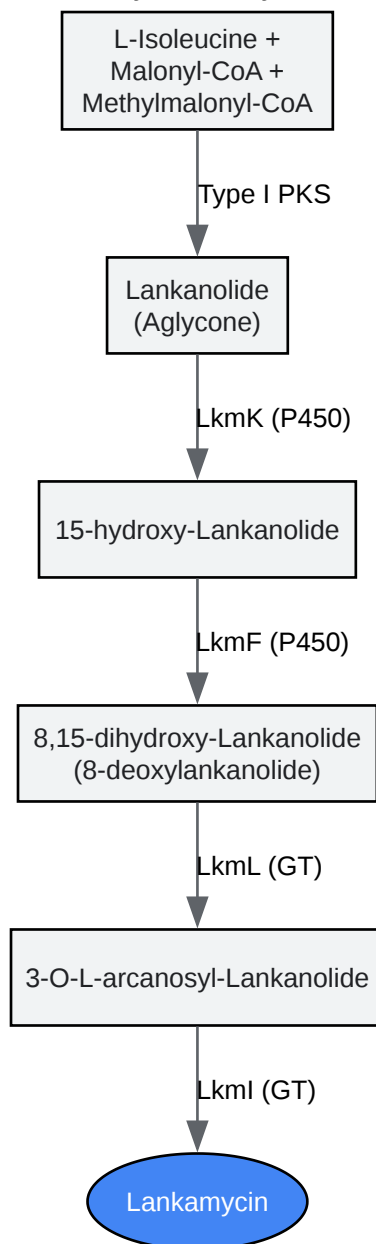 L-Isoleucine +
Malonyl-CoA +
Methylmalonyl-CoA
Type I PKS
Lankanolide
(Aglycone)
LkmK (P450)
15-hydroxy-Lankanolide
LkmF (P450)
8,15-dihydroxy-Lankanolide
(8-deoxylankanolide)
LkmL (GT)
3-O-L-arcanosyl-Lankanolide
LkmI (GT)
Lankamycin